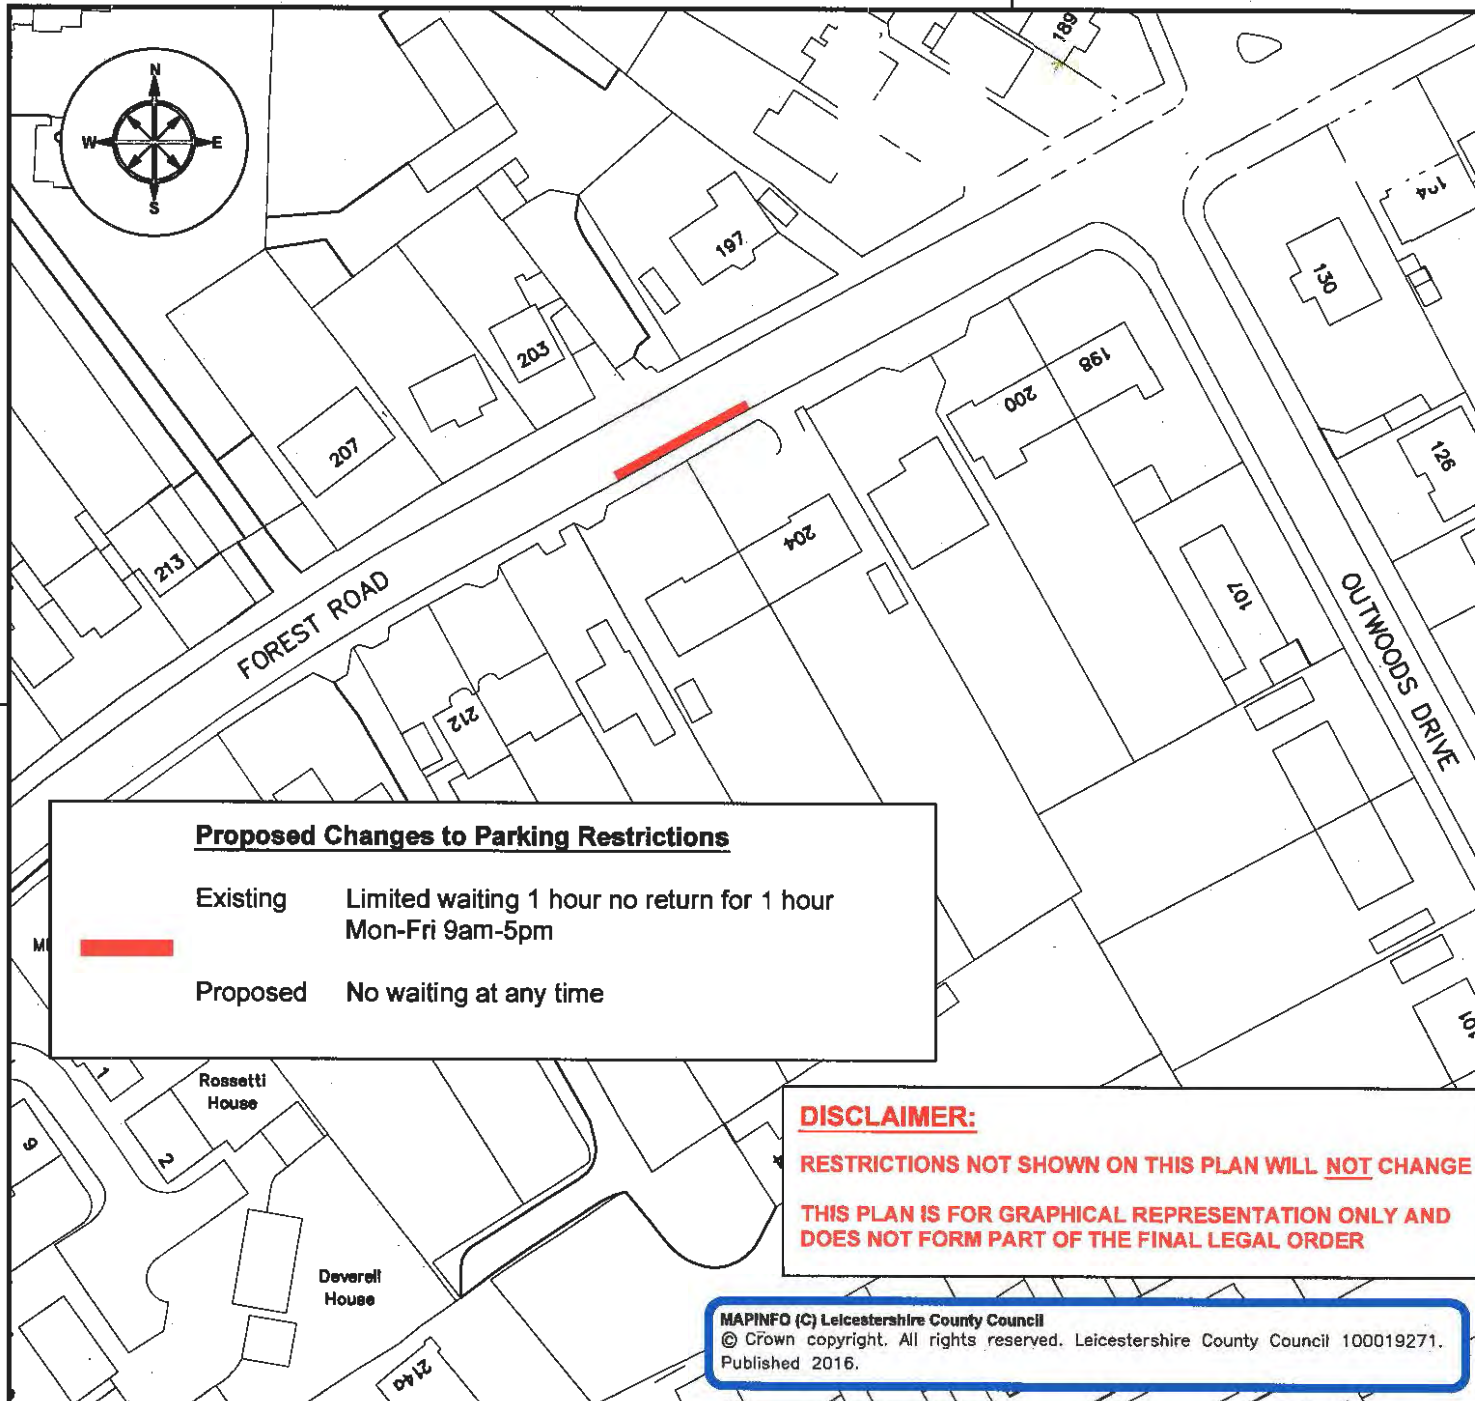 189
N
W E
S
104
197
130
203
198
200
207
126
204
213
107
FOREST ROAD
OUTWOODS DRIVE
212
Proposed Changes to Parking Restrictions
Existing Limited waiting 1 hour no return for 1 hour
Mon-Fri 9am-5pm
Proposed No waiting at any time
101
1
Rossetti
House
9
2
DISCLAIMER:
RESTRICTIONS NOT SHOWN ON THIS PLAN WILL NOT CHANGE
THIS PLAN IS FOR GRAPHICAL REPRESENTATION ONLY AND
DOES NOT FORM PART OF THE FINAL LEGAL ORDER
Deverell
House
MAPINFO (C) Leicestershire County Council
© Crown copyright. All rights reserved. Leicestershire County Council 100019271.
Published 2016.
214a